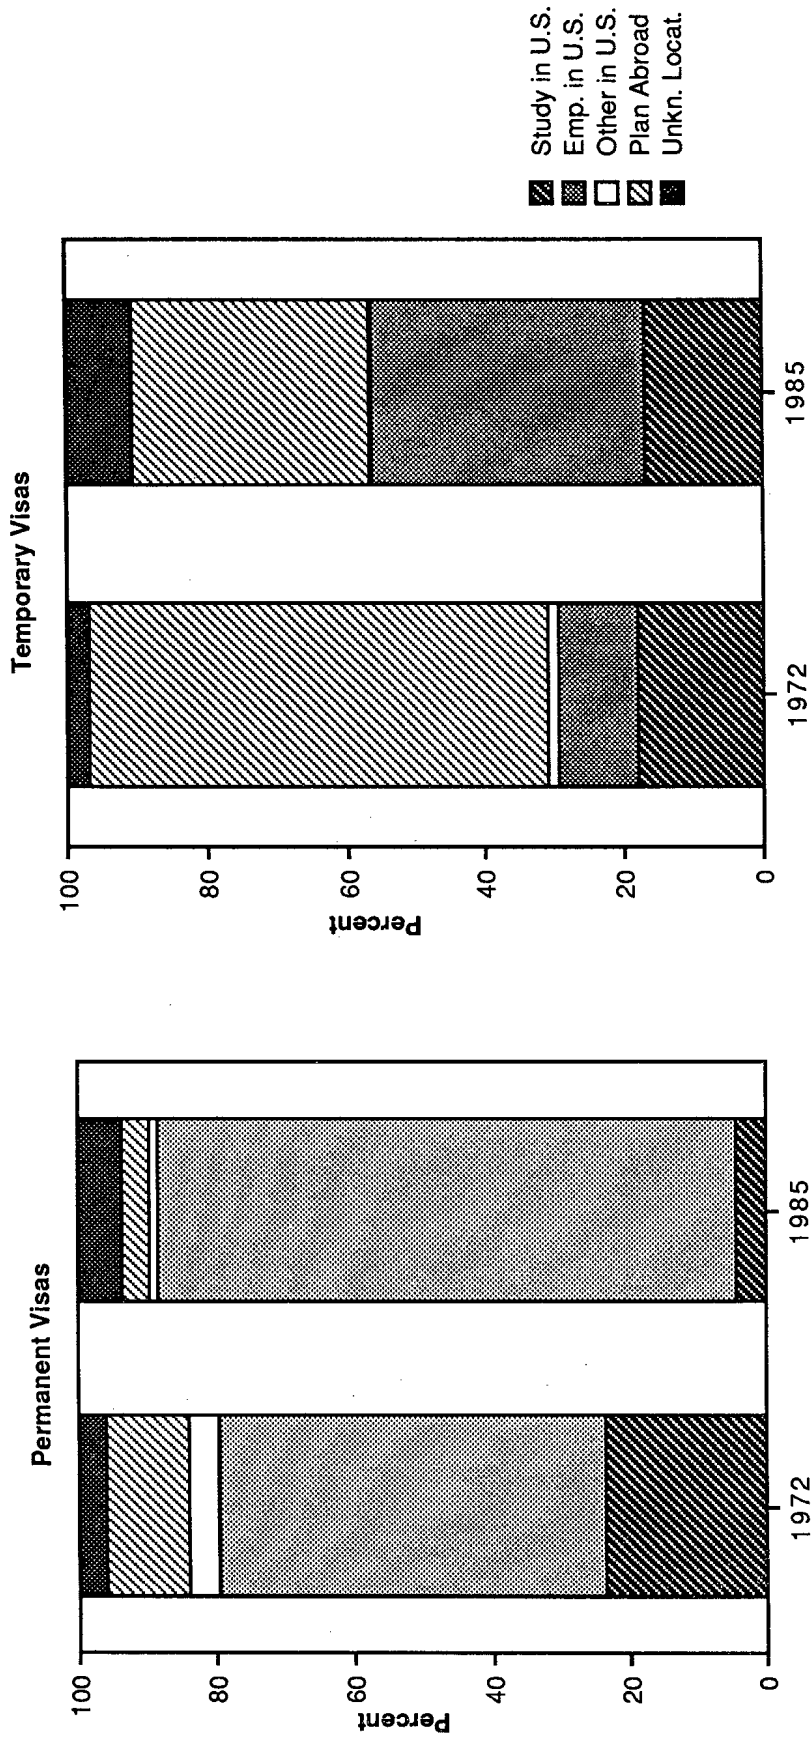 Permanent Visas
100
80
60
40
20
0
Percent
1972
1985
Temporary Visas
100
80
60
40
20
0
Percent
1972
1985
Study in U.S.
Emp. in U.S.
Other in U.S.
Plan Abroad
Unkn. Locat.